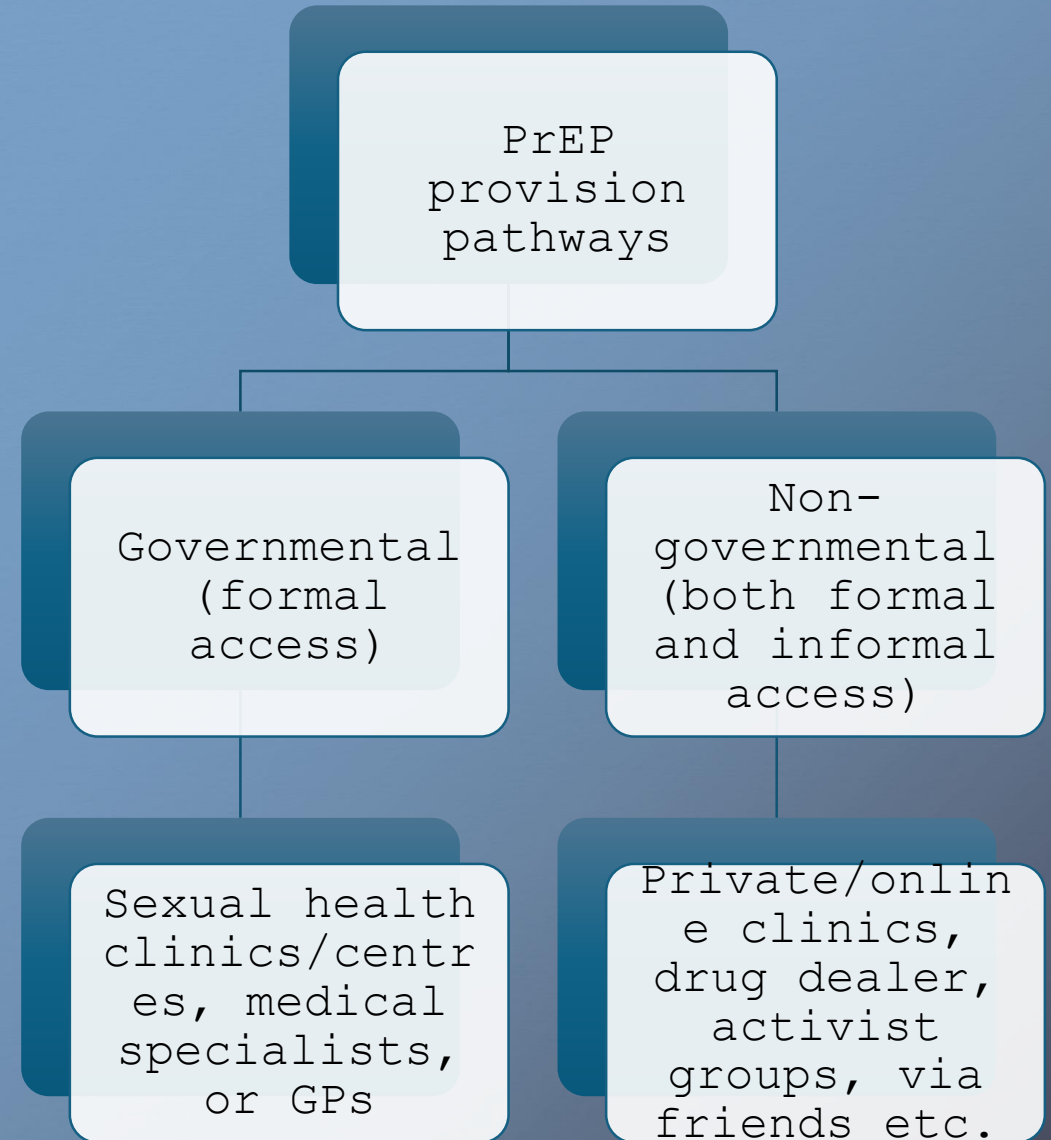 PrEP
provision
pathways
Governmental
(formal
access)
Non-
governmental
(both formal
and informal
access)
Sexual health
clinics/centr
es, medical
specialists,
or GPs
Private/onlin
e clinics,
drug dealer,
activist
groups, via
friends etc.